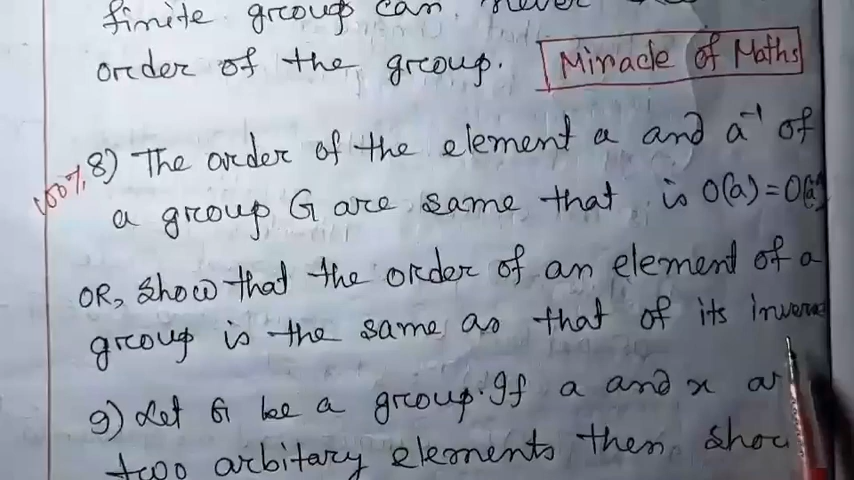 finite group can never
order of the group. Miracle of Maths
100% 8) The order of the element a and a⁻¹ of
a group G are same that is O(a) = O(a⁻¹)
OR, Show that the order of an element of a
group is the same as that of its inverse
9) Let G be a group. If a and x
two arbitary elements then